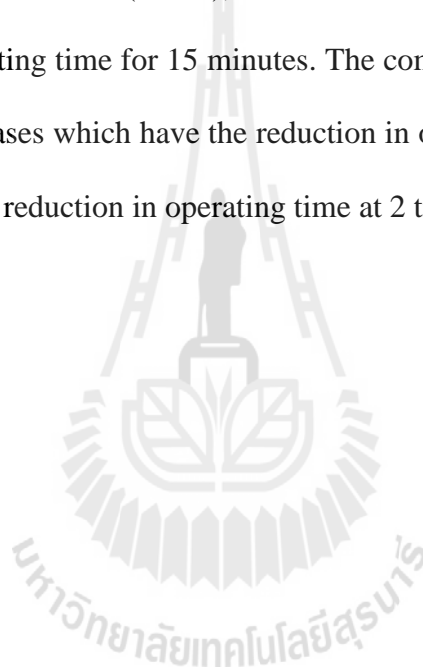 ting time for 15 minutes. The con
ases which have the reduction in
reduction in operating time at 2 t
มหาวิทยาลัยเทคโนโลยีสุรนารี